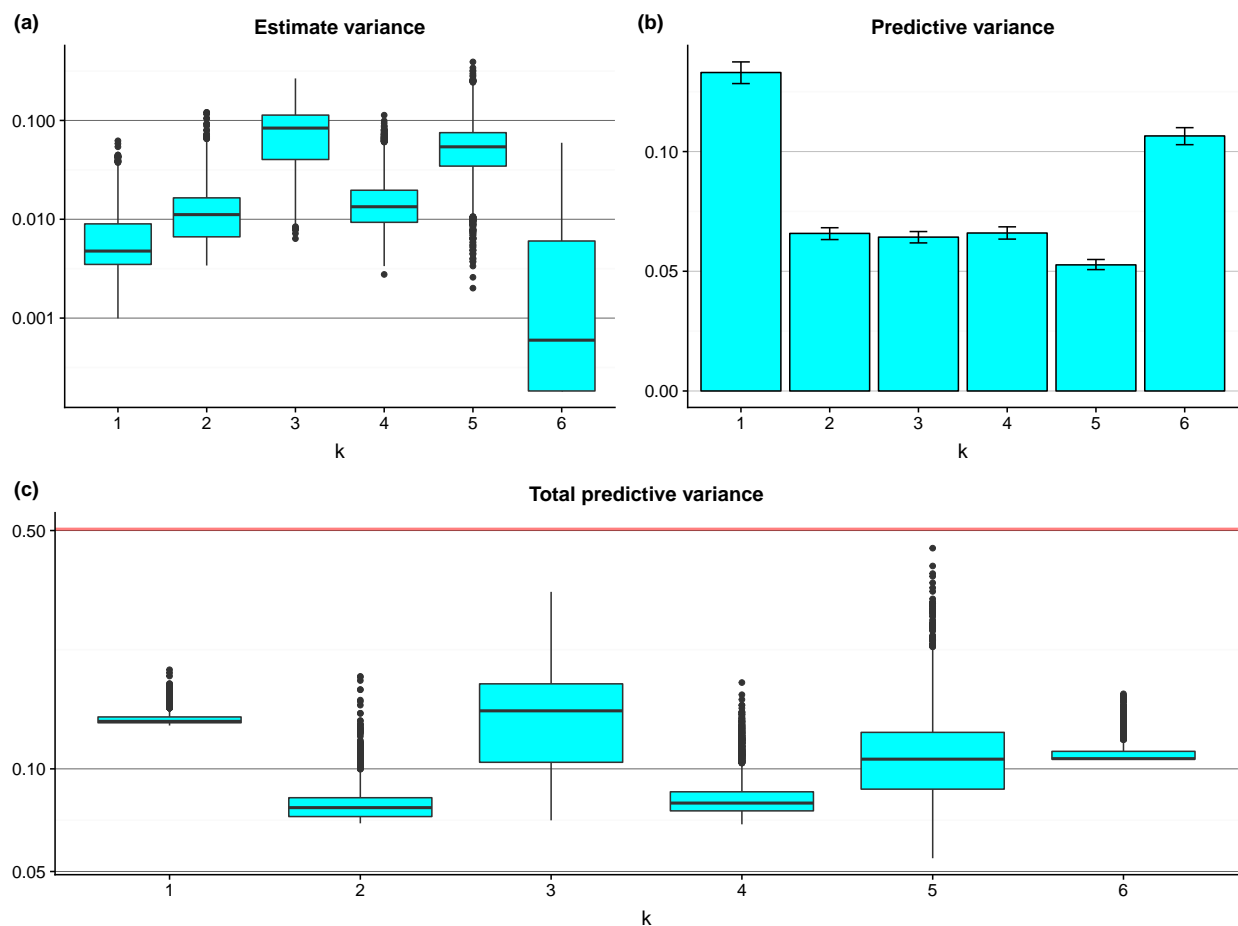 (a)
Estimate variance
0.100
0.010
0.001
1 2 3 4 5 6
k
(b)
Predictive variance
0.10
0.05
0.00
1 2 3 4 5 6
k
(c)
Total predictive variance
0.50
0.10
0.05
1 2 3 4 5 6
k